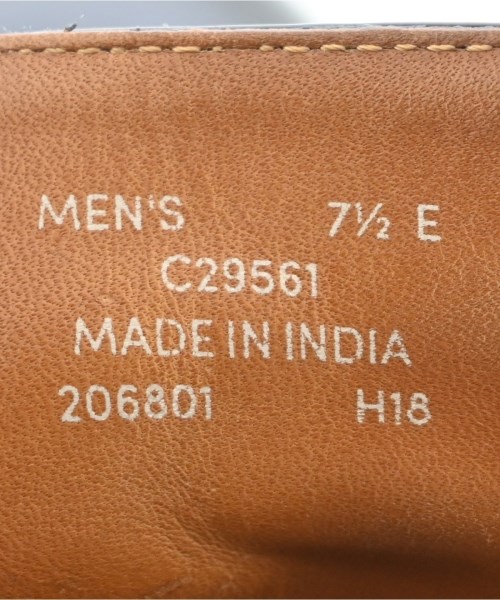 MEN'S 7½ E
C29561
MADE IN INDIA
206801 H18